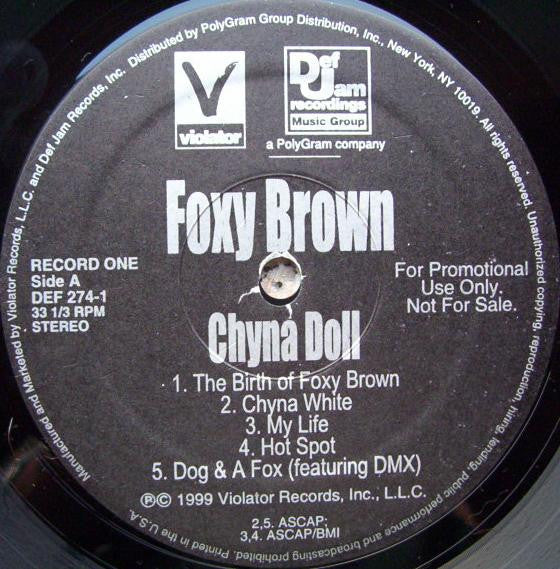 Manufactured and Marketed by Violator Records, L.L.C. and Def Jam Records, Inc. Distributed by PolyGram Group Distribution, Inc., New York, NY 10019. All rights reserved. Unauthorized copying, reproduction, hiring, lending, public performance and broadcasting prohibited. Printed in the U.S.A.
V
violator
Def
Jam
recordings
Music Group
a PolyGram company
Foxy Brown
RECORD ONE
Side A
DEF 274-1
33 1/3 RPM
STEREO
For Promotional
Use Only.
Not For Sale.
Chyna Doll
1. The Birth of Foxy Brown
2. Chyna White
3. My Life
4. Hot Spot
5. Dog & A Fox (featuring DMX)
℗© 1999 Violator Records, Inc., L.L.C.
2,5. ASCAP;
3,4. ASCAP/BMI